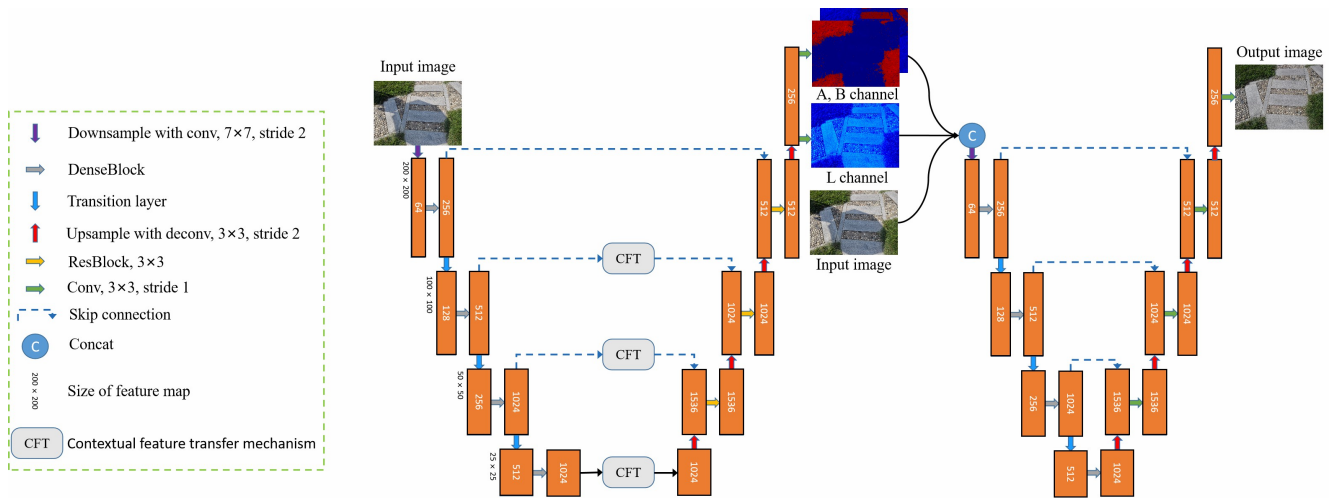 Downsample with conv, 7×7, stride 2
DenseBlock
Transition layer
Upsample with deconv, 3×3, stride 2
ResBlock, 3×3
Conv, 3×3, stride 1
Skip connection
C
Concat
200 × 200
Size of feature map
CFT
Contextual feature transfer mechanism
Input image
200 × 200
64
256
100 × 100
128
512
50 × 50
256
1024
25 × 25
512
1024
CFT
CFT
CFT
1024
1536
1536
1024
1024
512
512
256
A, B channel
L channel
Input image
C
64
256
128
512
256
1024
512
1024
1536
1536
1024
1024
512
512
256
Output image